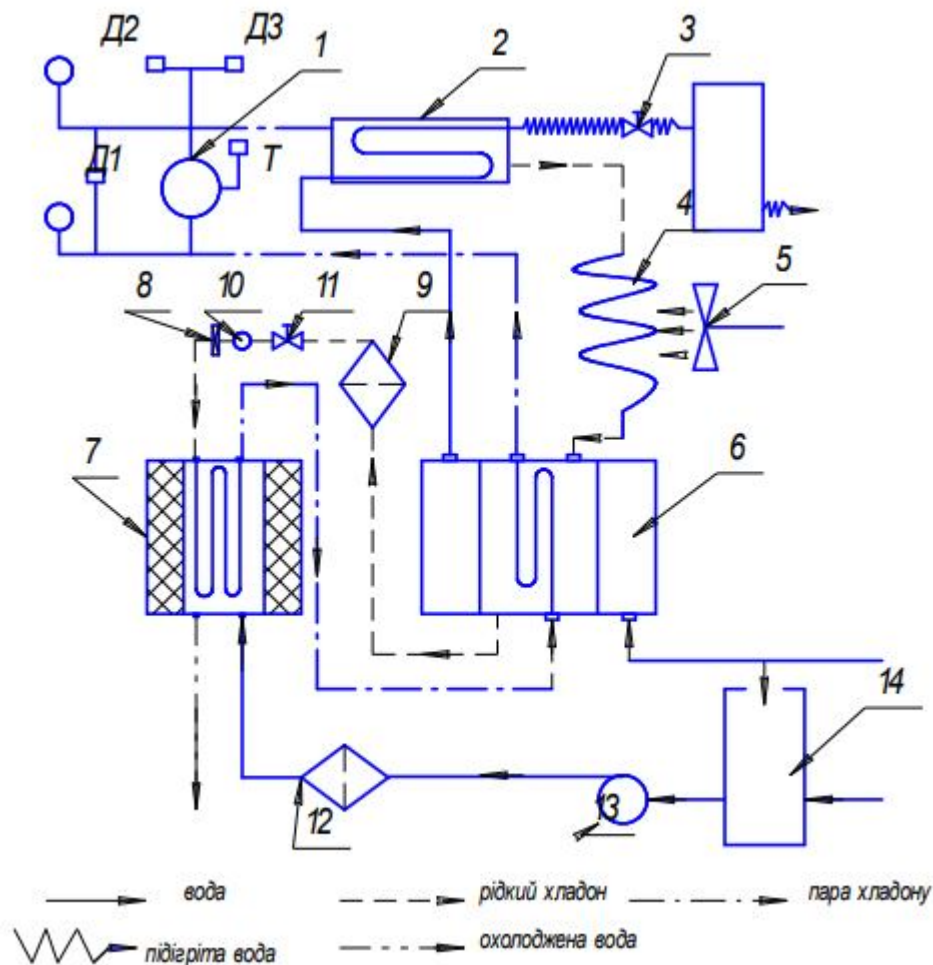 Д2
Д3
1
2
3
Д1
Т
4
5
8
10
11
9
7
6
14
12
13
вода
рідкий хладон
пара хладону
підігріта вода
охолоджена вода